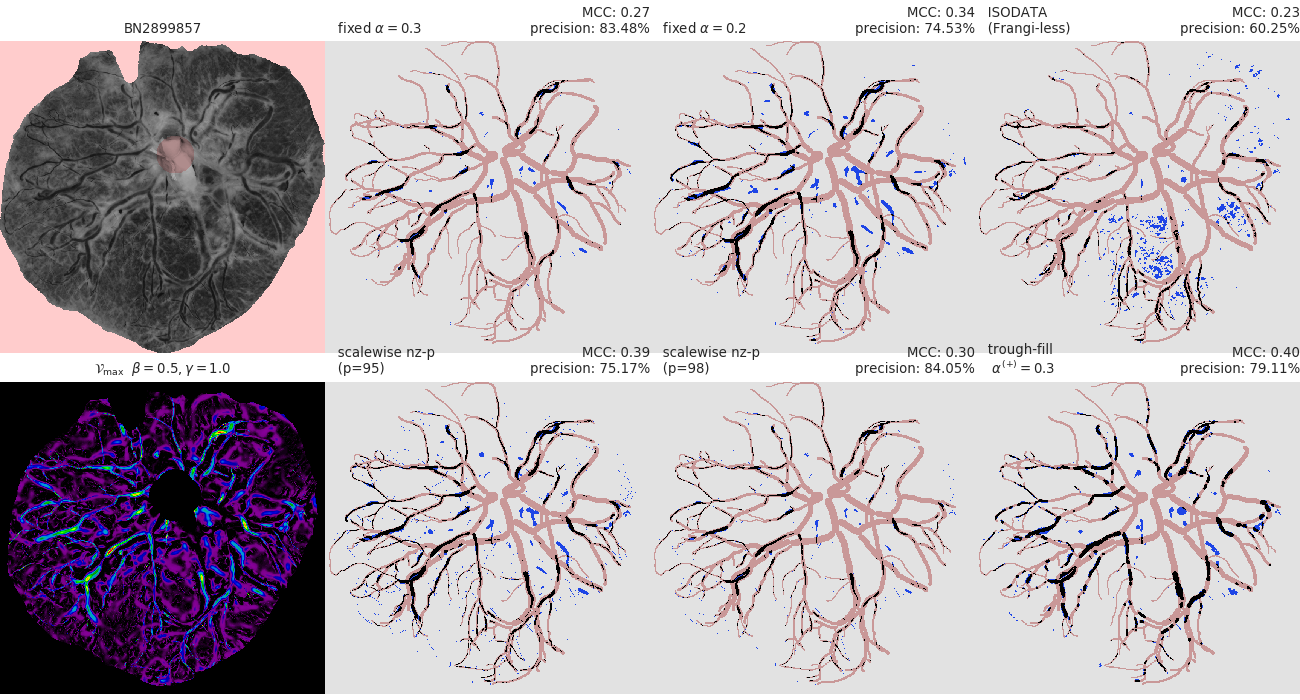 BN2899857
fixed α = 0.3
MCC: 0.27
precision: 83.48%
fixed α = 0.2
MCC: 0.34
precision: 74.53%
ISODATA
(Frangi-less)
MCC: 0.23
precision: 60.25%
𝒱max β = 0.5, γ = 1.0
scalewise nz-p
(p=95)
MCC: 0.39
precision: 75.17%
scalewise nz-p
(p=98)
MCC: 0.30
precision: 84.05%
trough-fill
α⁽⁺⁾ = 0.3
MCC: 0.40
precision: 79.11%